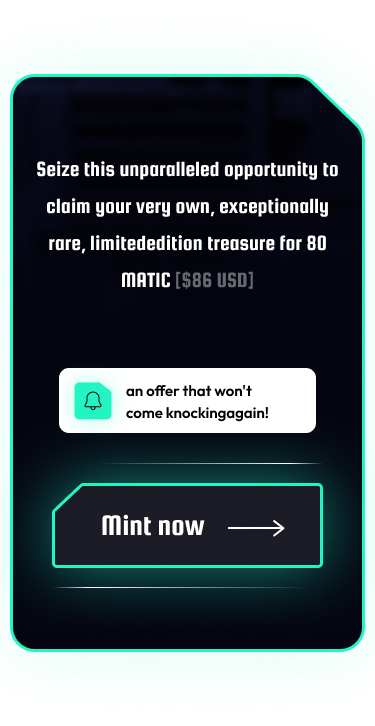 Seize this unparalleled opportunity to
claim your very own, exceptionally
rare, limitededition treasure for 80
MATIC [$86 USD]
an offer that won't
come knockingagain!
Mint now